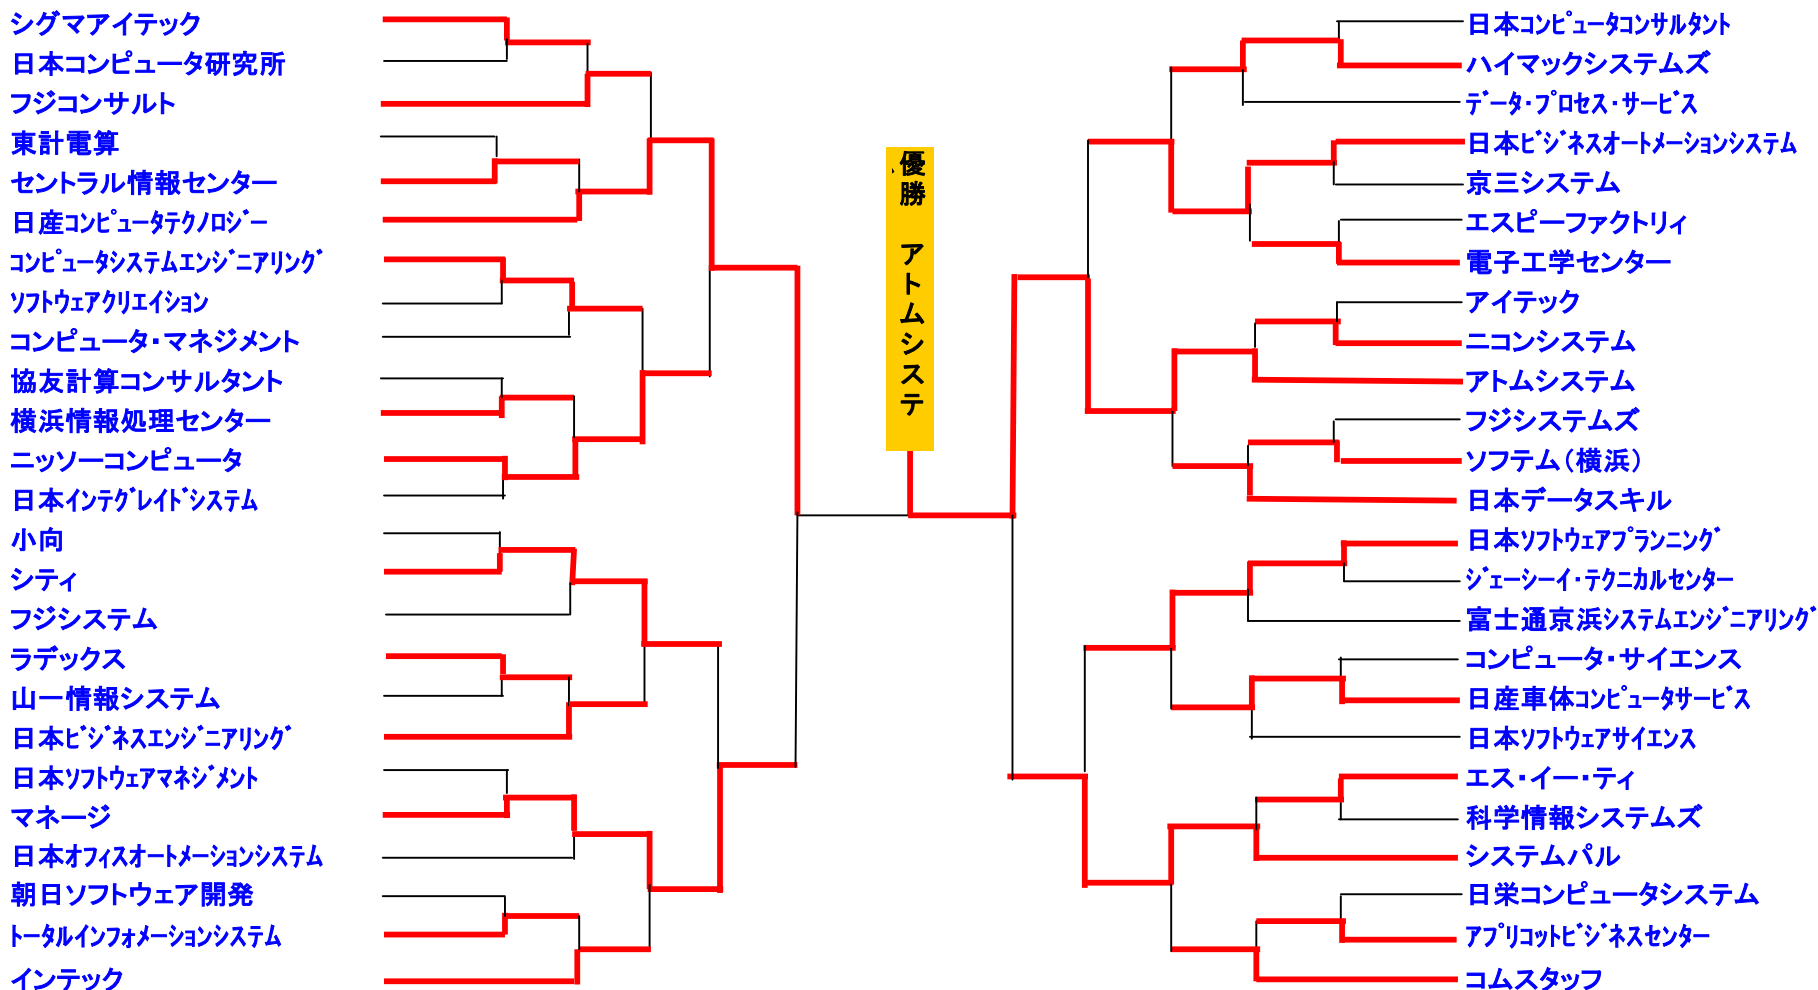 シグマアイテック
日本コンピュータ研究所
フジコンサルト
東計電算
セントラル情報センター
日産コンピュータテクノロジー
コンピュータシステムエンジニアリング
ソフトウェアクリエイション
コンピュータ・マネジメント
協友計算コンサルタント
横浜情報処理センター
ニッソーコンピュータ
日本インテグレイドシステム
小向
シティ
フジシステム
ラデックス
山一情報システム
日本ビジネスエンジニアリング
日本ソフトウェアマネジメント
マネージ
日本オフィスオートメーションシステム
朝日ソフトウェア開発
トータルインフォメーションシステム
インテック
優勝 アトムシステ
日本コンピュータコンサルタント
ハイマックシステムズ
データ・プロセス・サービス
日本ビジネスオートメーションシステム
京三システム
エスピーファクトリィ
電子工学センター
アイテック
ニコンシステム
アトムシステム
フジシステムズ
ソフテム(横浜)
日本データスキル
日本ソフトウェアプランニング
ジェーシーイ・テクニカルセンター
富士通京浜システムエンジニアリング
コンピュータ・サイエンス
日産車体コンピュータサービス
日本ソフトウェアサイエンス
エス・イー・ティ
科学情報システムズ
システムパル
日栄コンピュータシステム
アプリコットビジネスセンター
コムスタッフ